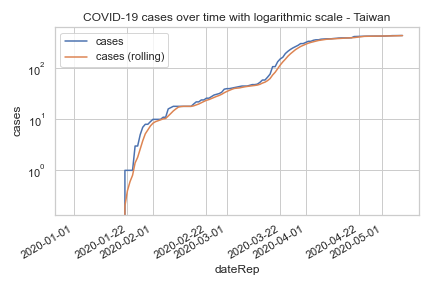 COVID-19 cases over time with logarithmic scale - Taiwan
cases
cases (rolling)
10²
10¹
10⁰
cases
2020-01-01
2020-01-22
2020-02-01
2020-02-22
2020-03-01
2020-03-22
2020-04-01
2020-04-22
2020-05-01
dateRep